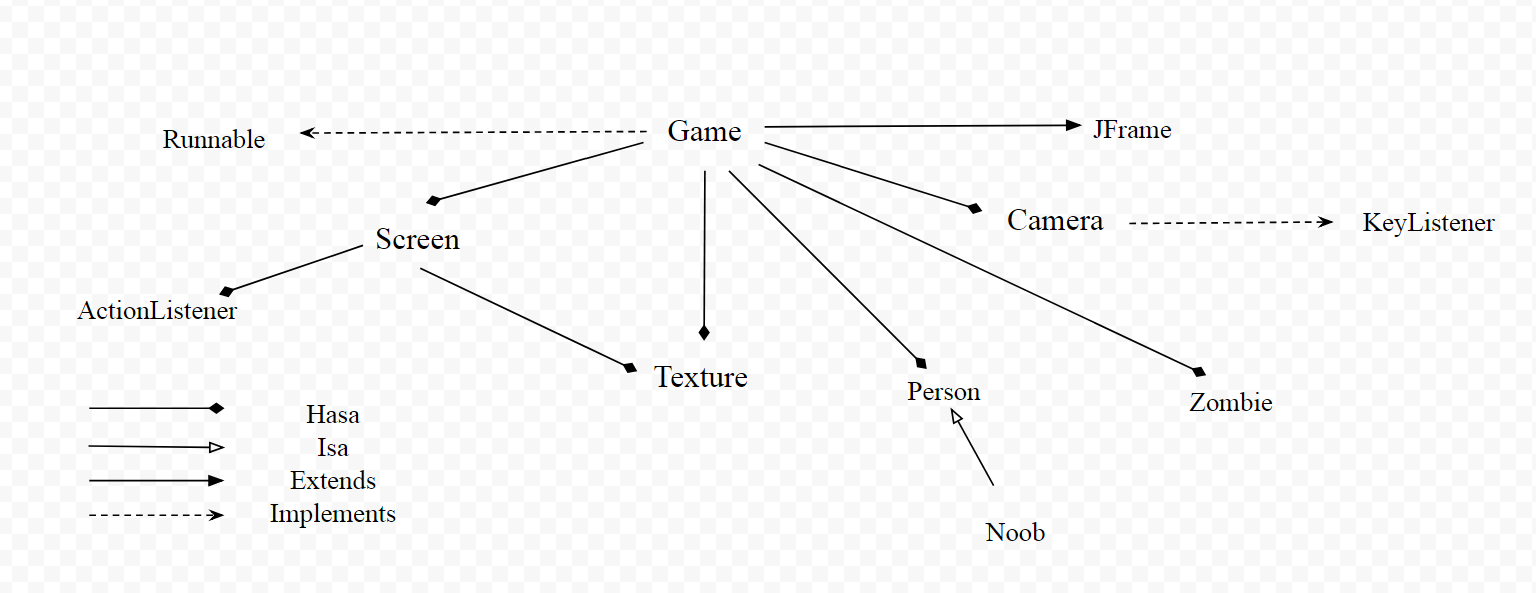 Game
JFrame
Runnable
Camera
KeyListener
Screen
ActionListener
Texture
Person
Zombie
Hasa
Isa
Extends
Implements
Noob